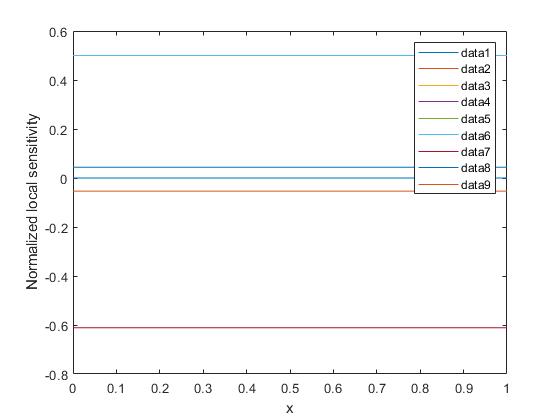 0.6
0.4
0.2
0
-0.2
-0.4
-0.6
-0.8
Normalized local sensitivity
0 0.1 0.2 0.3 0.4 0.5 0.6 0.7 0.8 0.9 1
x
data1
data2
data3
data4
data5
data6
data7
data8
data9